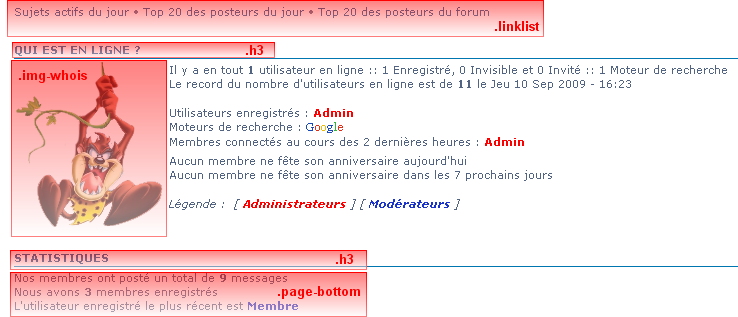 Sujets actifs du jour • Top 20 des posteurs du jour • Top 20 des posteurs du forum
.linklist
QUI EST EN LIGNE ? .h3
.img-whois
Il y a en tout 1 utilisateur en ligne :: 1 Enregistré, 0 Invisible et 0 Invité :: 1 Moteur de recherche
Le record du nombre d'utilisateurs en ligne est de 11 le Jeu 10 Sep 2009 - 16:23
Utilisateurs enregistrés : Admin
Moteurs de recherche : Google
Membres connectés au cours des 2 dernières heures : Admin
Aucun membre ne fête son anniversaire aujourd'hui
Aucun membre ne fête son anniversaire dans les 7 prochains jours
Légende : [ Administrateurs ] [ Modérateurs ]
STATISTIQUES .h3
Nos membres ont posté un total de 9 messages
Nous avons 3 membres enregistrés .page-bottom
L'utilisateur enregistré le plus récent est Membre